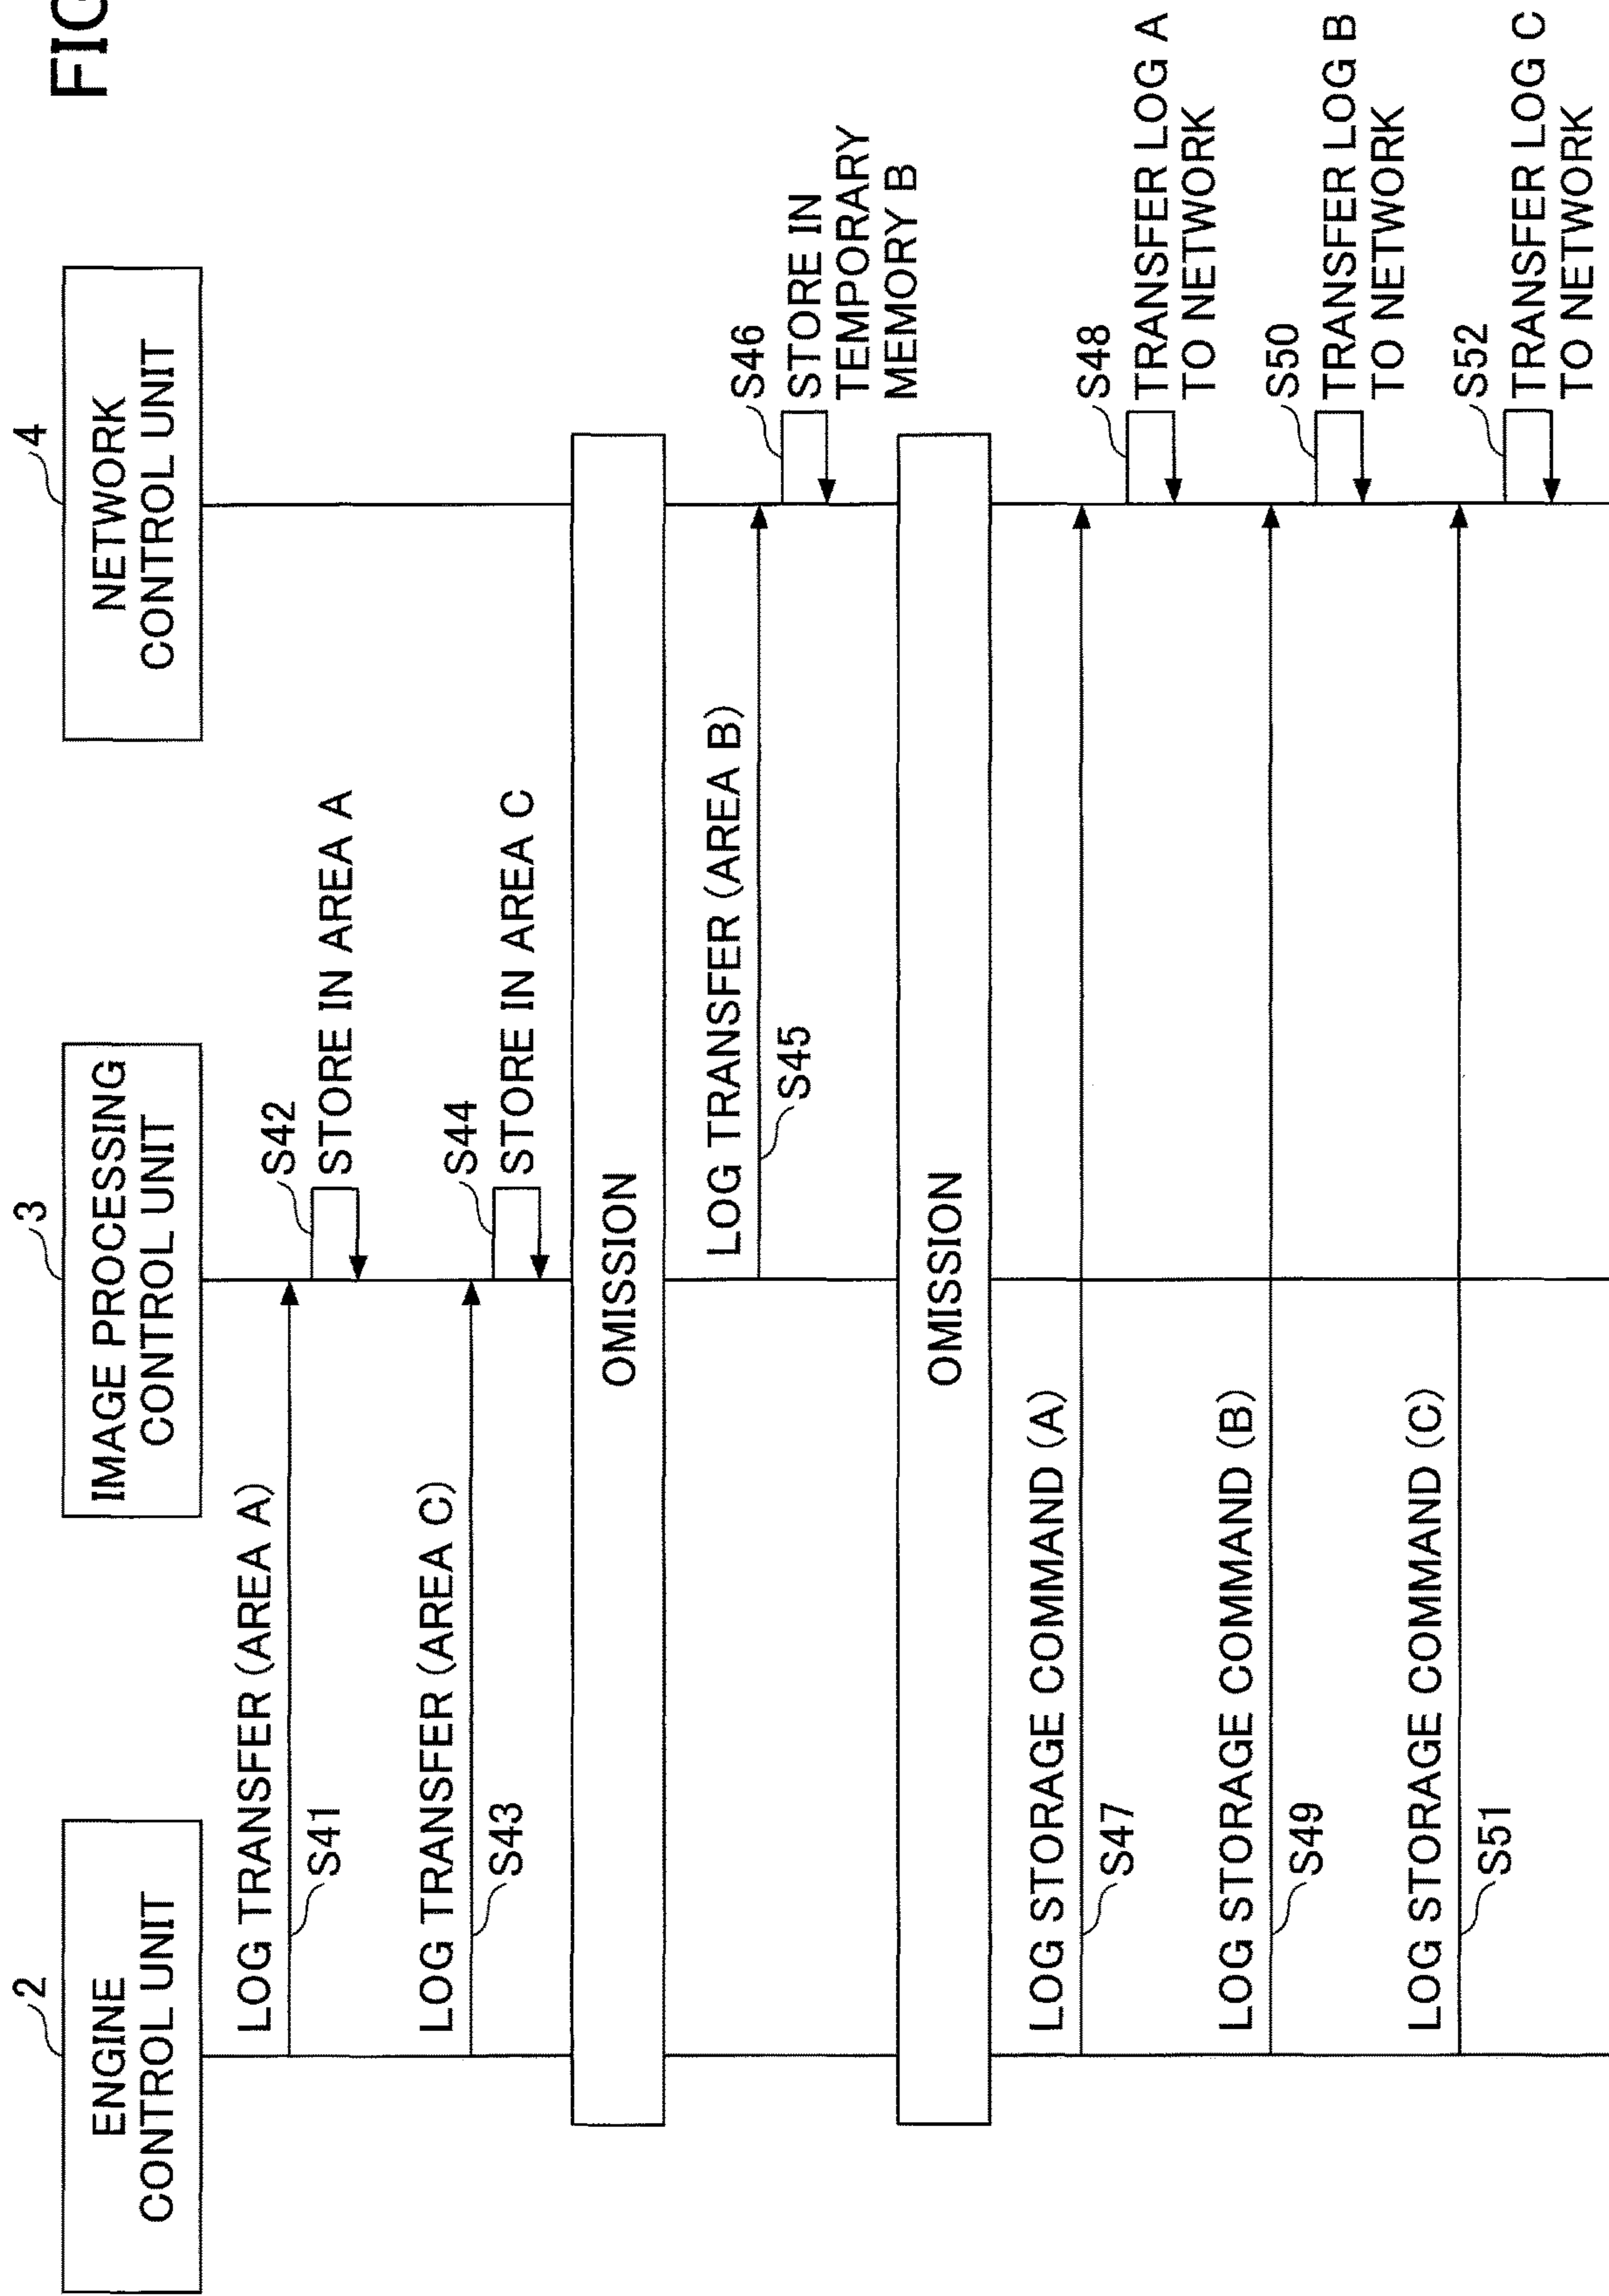 FIG
2
ENGINE
CONTROL UNIT
3
IMAGE PROCESSING
CONTROL UNIT
4
NETWORK
CONTROL UNIT
LOG TRANSFER (AREA A)
S41
S42
STORE IN AREA A
LOG TRANSFER (AREA C)
S43
S44
STORE IN AREA C
OMISSION
LOG TRANSFER (AREA B)
S45
S46
STORE IN
TEMPORARY
MEMORY B
OMISSION
LOG STORAGE COMMAND (A)
S47
S48
TRANSFER LOG A
TO NETWORK
LOG STORAGE COMMAND (B)
S49
S50
TRANSFER LOG B
TO NETWORK
LOG STORAGE COMMAND (C)
S51
S52
TRANSFER LOG C
TO NETWORK